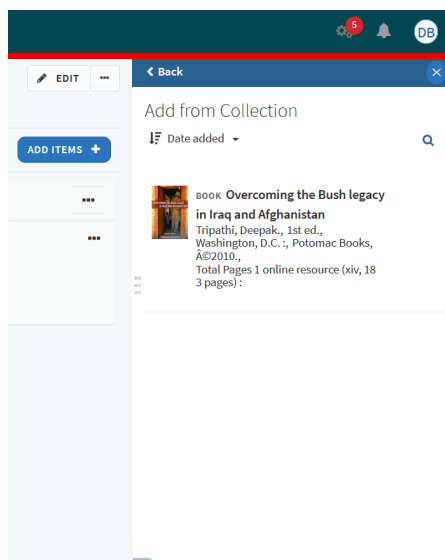 5
DB
EDIT
Back
Add from Collection
ADD ITEMS +
Date added
BOOK Overcoming the Bush legacy
in Iraq and Afghanistan
Tripathi, Deepak., 1st ed.,
Washington, D.C. :, Potomac Books,
Â©2010.,
Total Pages 1 online resource (xiv, 18
3 pages) :